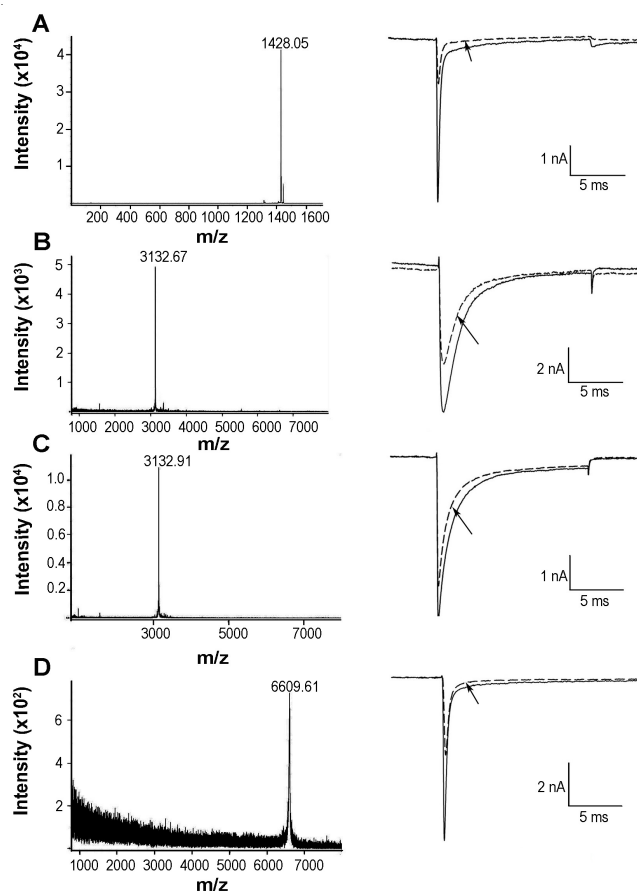 A
Intensity (x10⁴)
4
3
2
1
1428.05
200 400 600 800 1000 1200 1400 1600
m/z
1 nA
5 ms
B
Intensity (x10³)
5
4
3
2
1
3132.67
1000 2000 3000 4000 5000 6000 7000
m/z
2 nA
5 ms
C
Intensity (x10⁴)
1.0
0.8
0.6
0.4
0.2
3132.91
3000 5000 7000
m/z
1 nA
5 ms
D
Intensity (x10²)
6
4
2
6609.61
1000 2000 3000 4000 5000 6000 7000
m/z
2 nA
5 ms